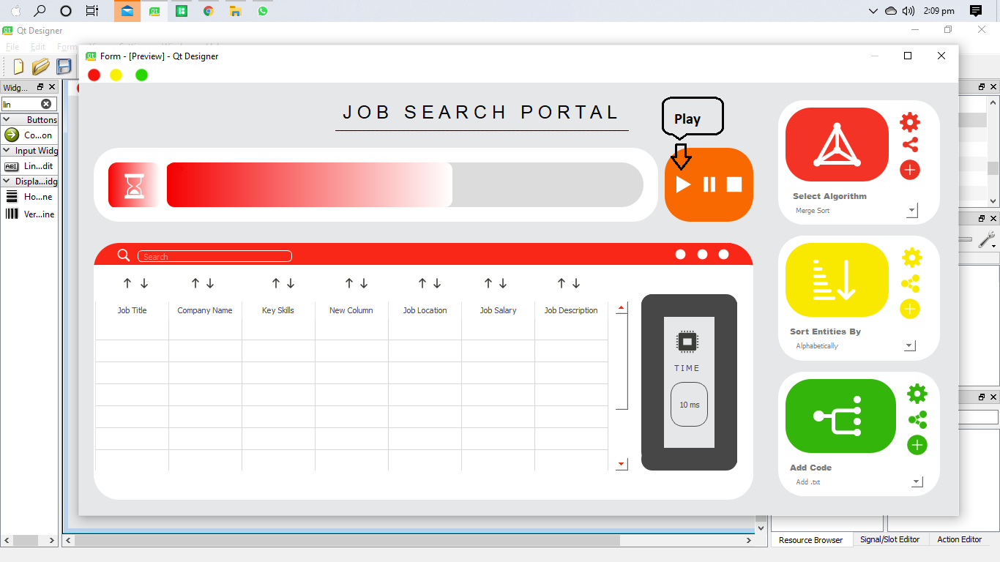 2:09 pm
Qt Designer
File Edit Form
Form - [Preview] - Qt Designer
Widg...
lin
Buttons
Co...on
Input Widg
Lin...dit
Displa...idg
Ho...ne
Ver...ine
JOB SEARCH PORTAL
Play
Search
Job Title Company Name Key Skills New Column Job Location Job Salary Job Description
TIME
10 ms
Select Algorithm
Merge Sort
Sort Entities By
Alphabetically
Add Code
Add .txt
Resource Browser Signal/Slot Editor Action Editor